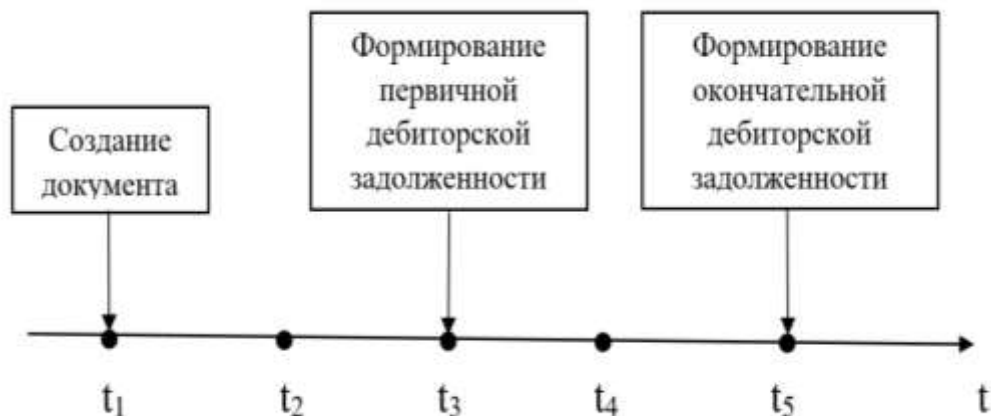 Создание
документа
Формирование
первичной
дебиторской
задолженности
Формирование
окончательной
дебиторской
задолженности
t₁ t₂ t₃ t₄ t₅ t